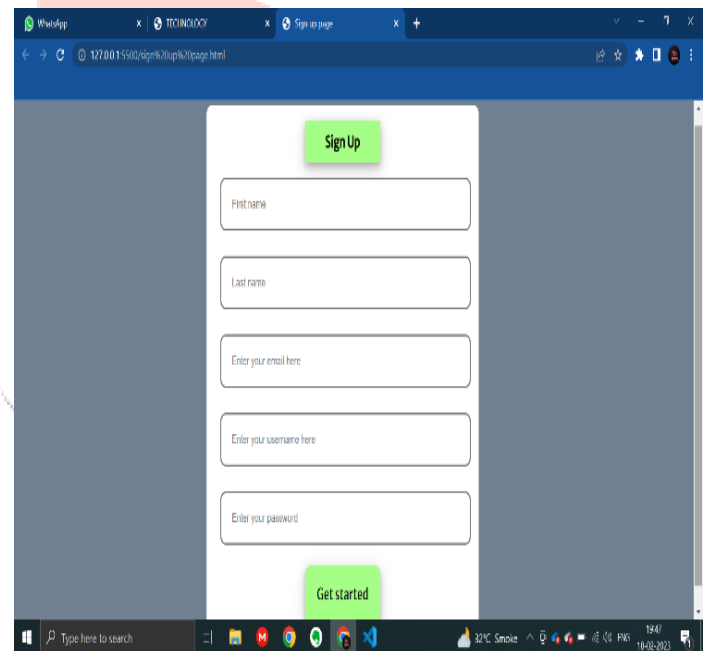 WhatsApp
TECHNOLOGY
Sign up page
127.0.0.1:5500/sign%20up%20page.html
Sign Up
First name
Last name
Enter your email here
Enter your username here
Enter your password
Get started
Type here to search
32°C Smoke
ENG
19:47
18-02-2023